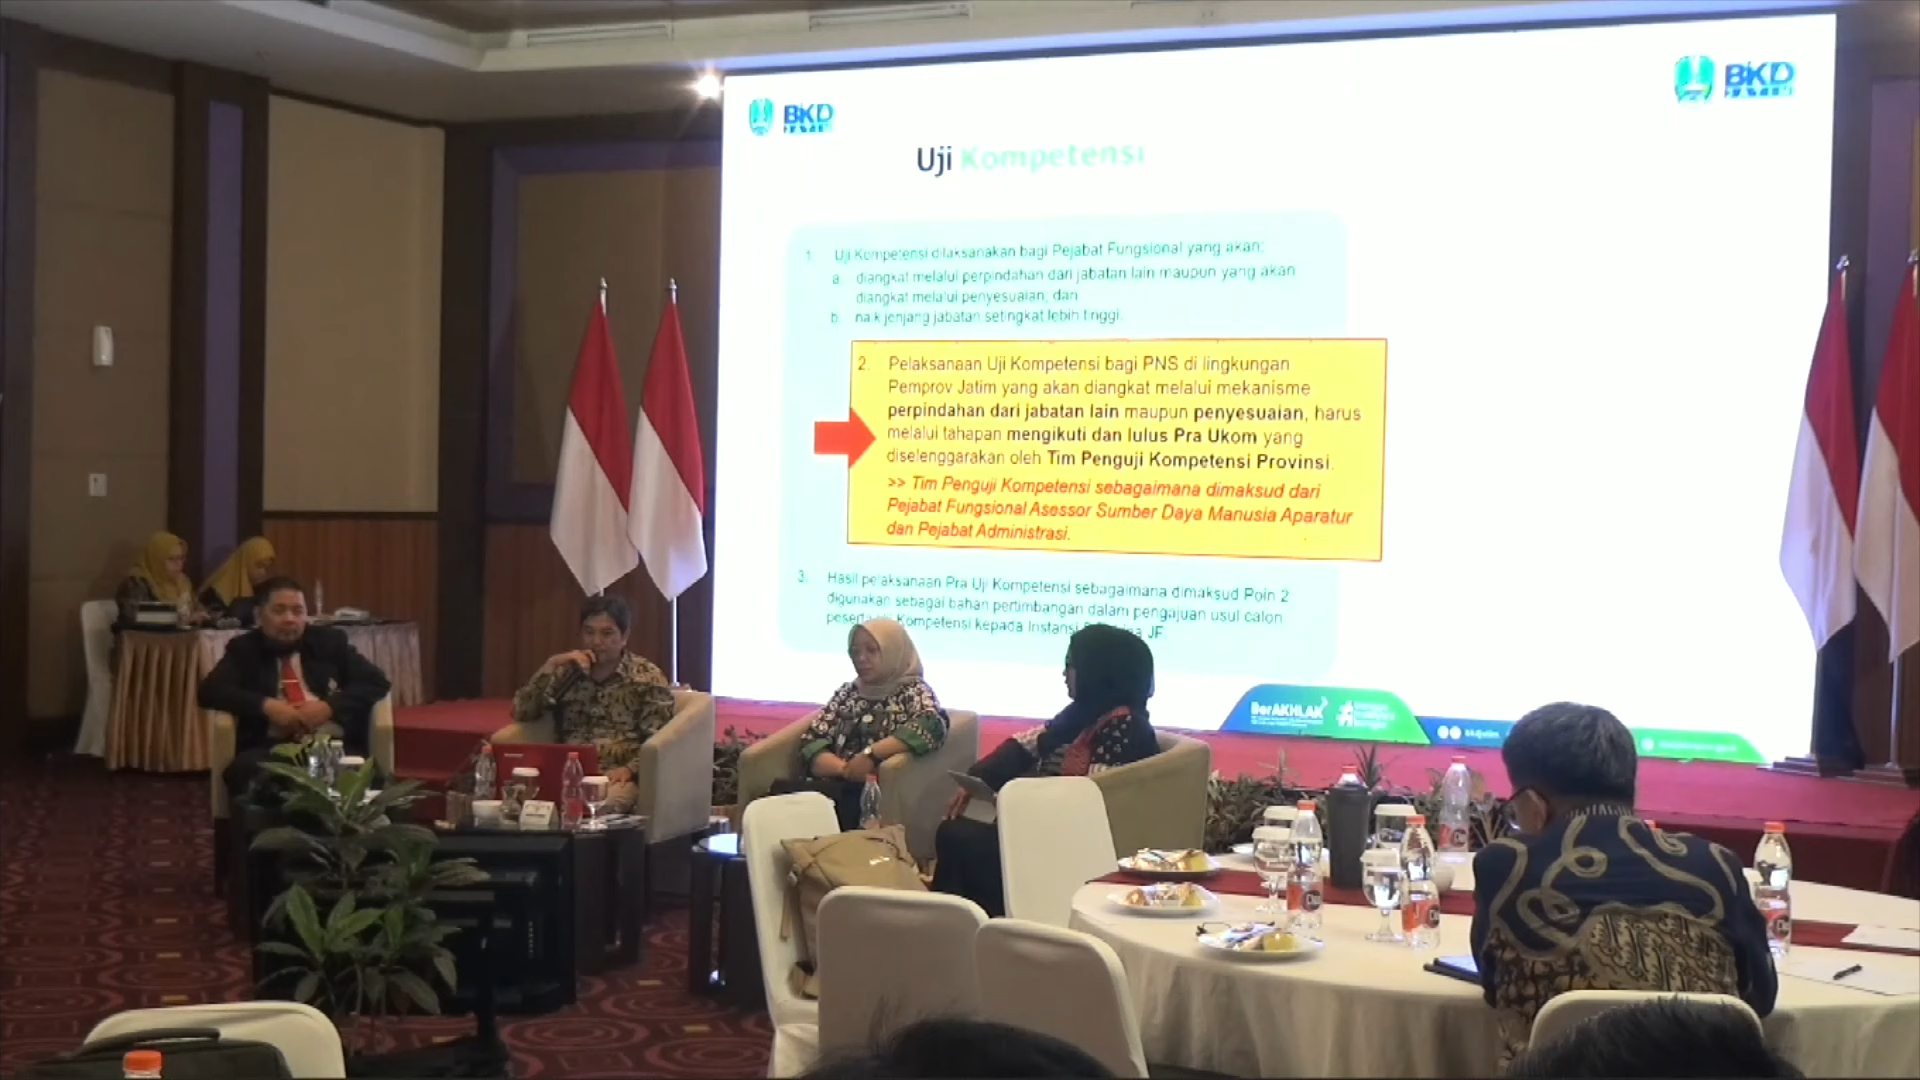 BKD
BKD
Uji Kompetensi
1. Uji Kompetensi dilaksanakan bagi Pejabat Fungsional yang akan:
a. diangkat melalui perpindahan dari jabatan lain maupun yang akan
diangkat melalui penyesuaian; dan
b. naik jenjang jabatan setingkat lebih tinggi.
2. Pelaksanaan Uji Kompetensi bagi PNS di lingkungan
Pemprov Jatim yang akan diangkat melalui mekanisme
perpindahan dari jabatan lain maupun penyesuaian, harus
melalui tahapan mengikuti dan lulus Pra Ukom yang
diselenggarakan oleh Tim Penguji Kompetensi Provinsi.
>> Tim Penguji Kompetensi sebagaimana dimaksud dari
Pejabat Fungsional Asessor Sumber Daya Manusia Aparatur
dan Pejabat Administrasi.
3. Hasil pelaksanaan Pra Uji Kompetensi sebagaimana dimaksud Poin 2
digunakan sebagai bahan pertimbangan dalam pengajuan usul calon
Kompetensi kepada Instansi JF.
BerAKHLAK